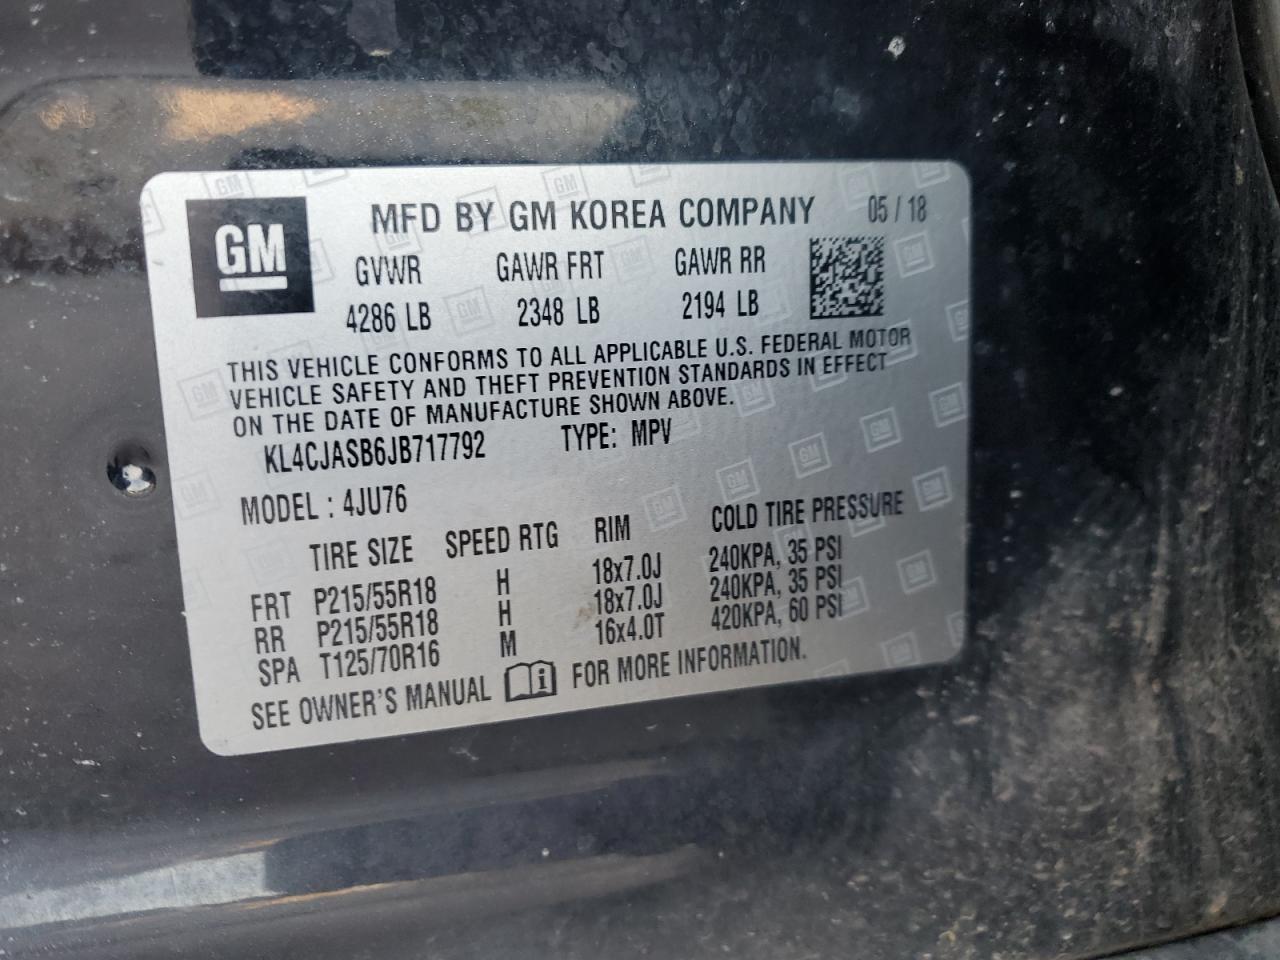 GM
MFD BY GM KOREA COMPANY 05 / 18
GVWR GAWR FRT GAWR RR
4286 LB 2348 LB 2194 LB
THIS VEHICLE CONFORMS TO ALL APPLICABLE U.S. FEDERAL MOTOR
VEHICLE SAFETY AND THEFT PREVENTION STANDARDS IN EFFECT
ON THE DATE OF MANUFACTURE SHOWN ABOVE.
KL4CJASB6JB717792 TYPE: MPV
MODEL : 4JU76
TIRE SIZE SPEED RTG RIM COLD TIRE PRESSURE
FRT P215/55R18 H 18x7.0J 240KPA, 35 PSI
RR P215/55R18 H 18x7.0J 240KPA, 35 PSI
SPA T125/70R16 M 16x4.0T 420KPA, 60 PSI
SEE OWNER'S MANUAL i FOR MORE INFORMATION.